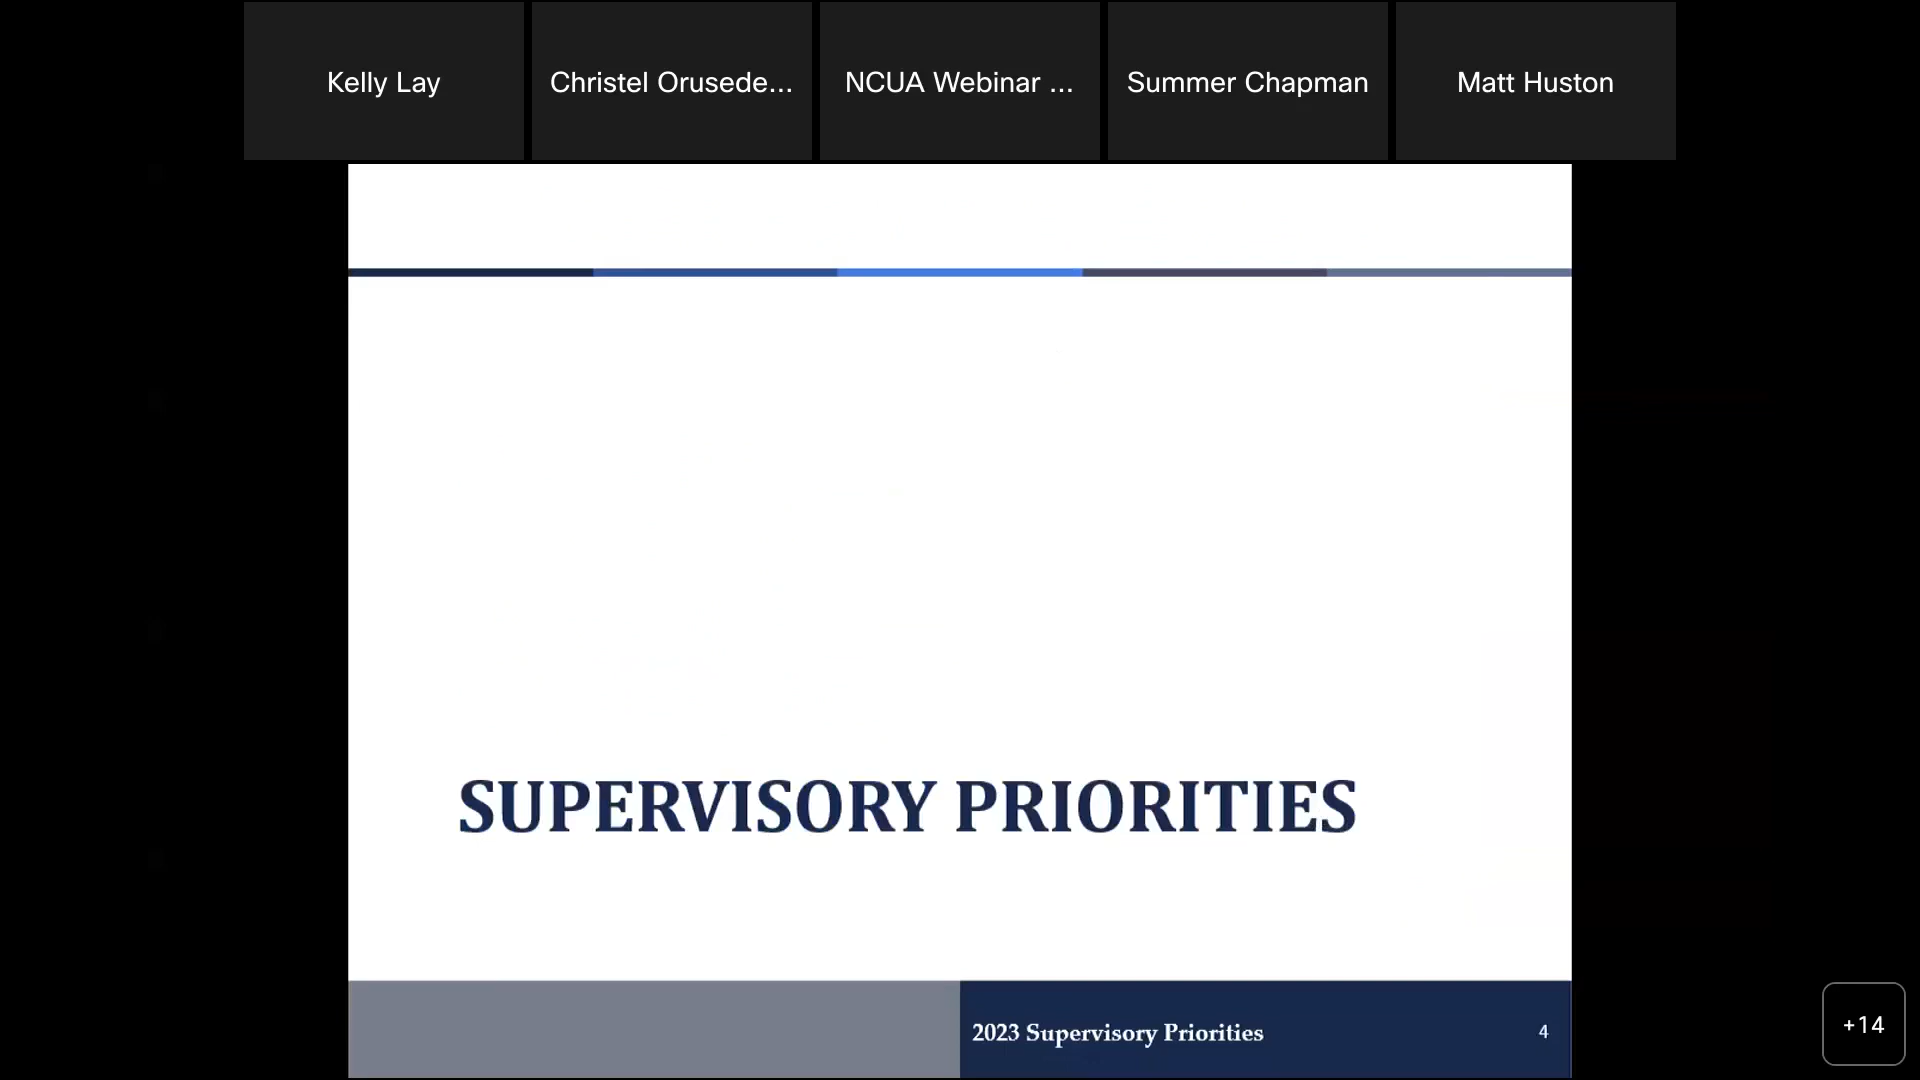 Kelly Lay
Christel Orusede...
NCUA Webinar ...
Summer Chapman
Matt Huston
SUPERVISORY PRIORITIES
2023 Supervisory Priorities
4
+14